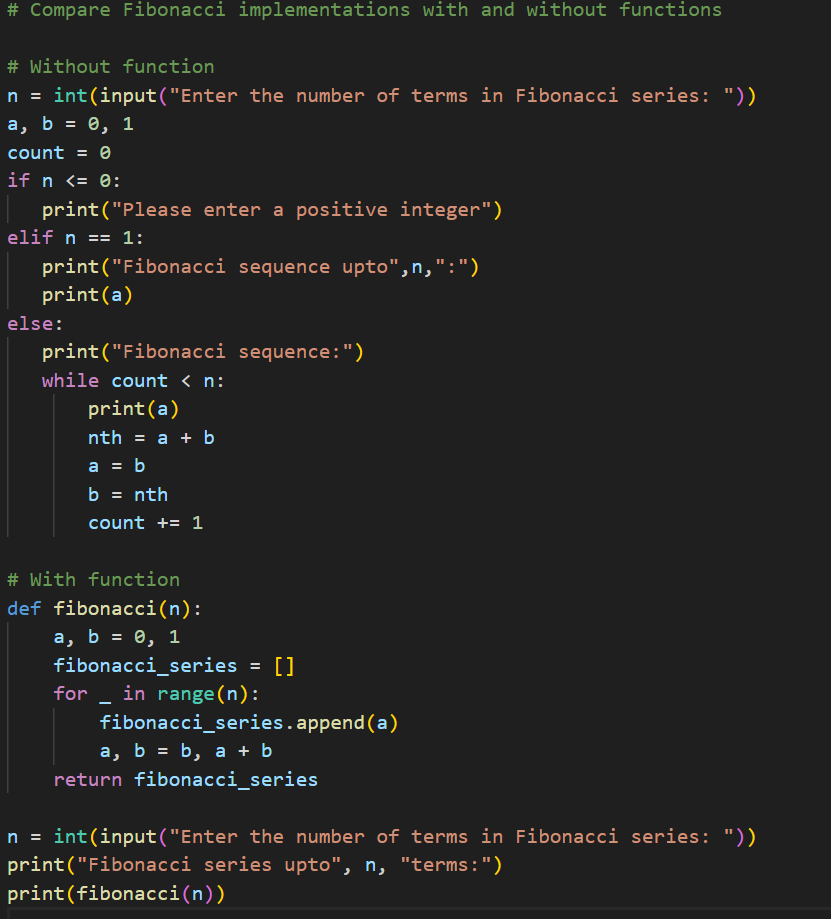 # Compare Fibonacci implementations with and without functions

# Without function
n = int(input("Enter the number of terms in Fibonacci series: "))
a, b = 0, 1
count = 0
if n <= 0:
   print("Please enter a positive integer")
elif n == 1:
   print("Fibonacci sequence upto",n,":")
   print(a)
else:
   print("Fibonacci sequence:")
   while count < n:
       print(a)
       nth = a + b
       a = b
       b = nth
       count += 1

# With function
def fibonacci(n):
    a, b = 0, 1
    fibonacci_series = []
    for _ in range(n):
        fibonacci_series.append(a)
        a, b = b, a + b
    return fibonacci_series

n = int(input("Enter the number of terms in Fibonacci series: "))
print("Fibonacci series upto", n, "terms:")
print(fibonacci(n))